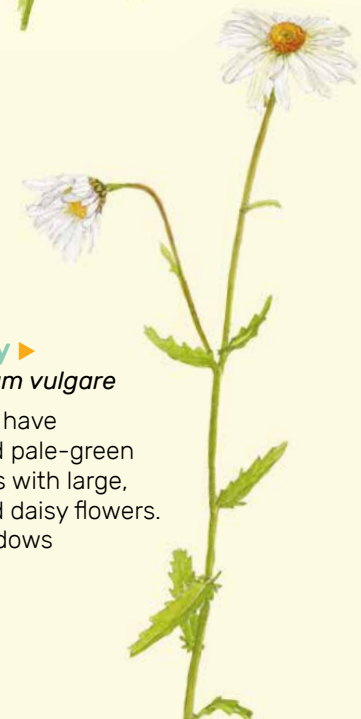 y ▶
m vulgare
have
pale-green
with large,
daisy flowers.
dows